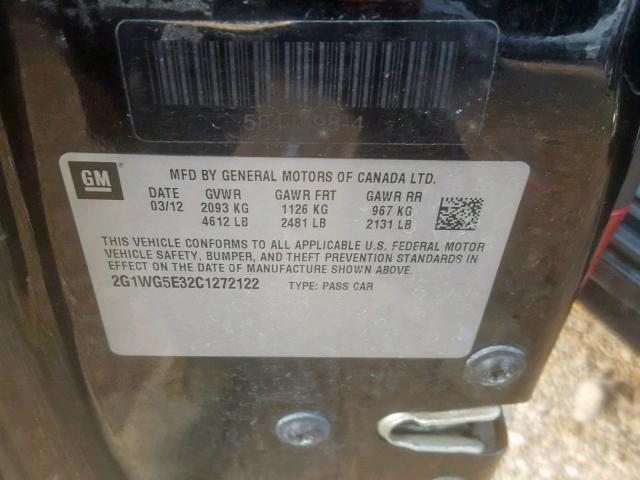 GM
MFD BY GENERAL MOTORS OF CANADA LTD.
DATE GVWR GAWR FRT GAWR RR
03/12 2093 KG 1126 KG 967 KG
4612 LB 2481 LB 2131 LB
THIS VEHICLE CONFORMS TO ALL APPLICABLE U.S. FEDERAL MOTOR
VEHICLE SAFETY, BUMPER, AND THEFT PREVENTION STANDARDS IN
EFFECT ON THE DATE OF MANUFACTURE SHOWN ABOVE.
2G1WG5E32C1272122 TYPE: PASS CAR